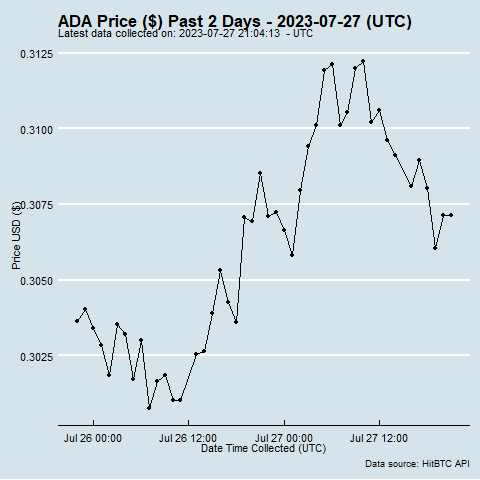 ADA Price ($) Past 2 Days - 2023-07-27 (UTC)
Latest data collected on: 2023-07-27 21:04:13 - UTC
0.3125
0.3100
0.3075
0.3050
0.3025
Price USD ($)
Jul 26 00:00 Jul 26 12:00 Jul 27 00:00 Jul 27 12:00
Date Time Collected (UTC)
Data source: HitBTC API